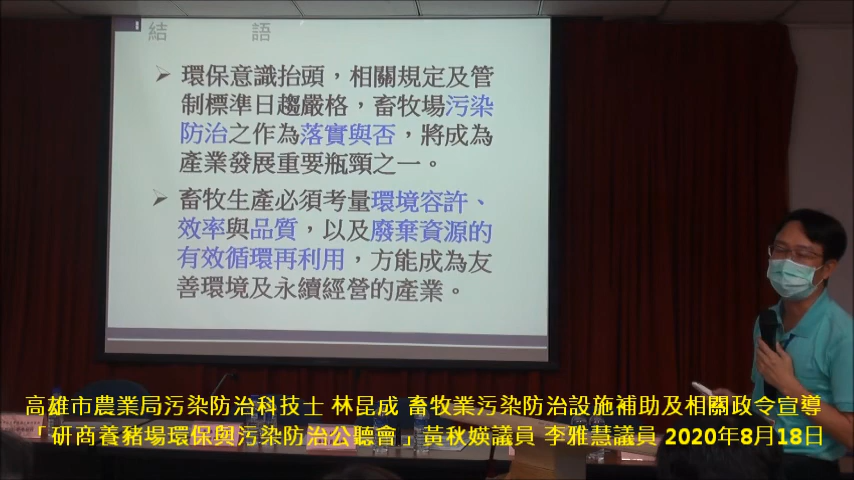 結 語
環保意識抬頭，相關規定及管
制標準日趨嚴格，畜牧場污染
防治之作為落實與否，將成為
產業發展重要瓶頸之一。
畜牧生產必須考量環境容許、
效率與品質，以及廢棄資源的
有效循環再利用，方能成為友
善環境及永續經營的產業。
高雄市農業局污染防治科技士 林昆成 畜牧業污染防治設施補助及相關政令宣導
「研商養豬場環保與污染防治公聽會」黃秋媖議員 李雅慧議員 2020年8月18日